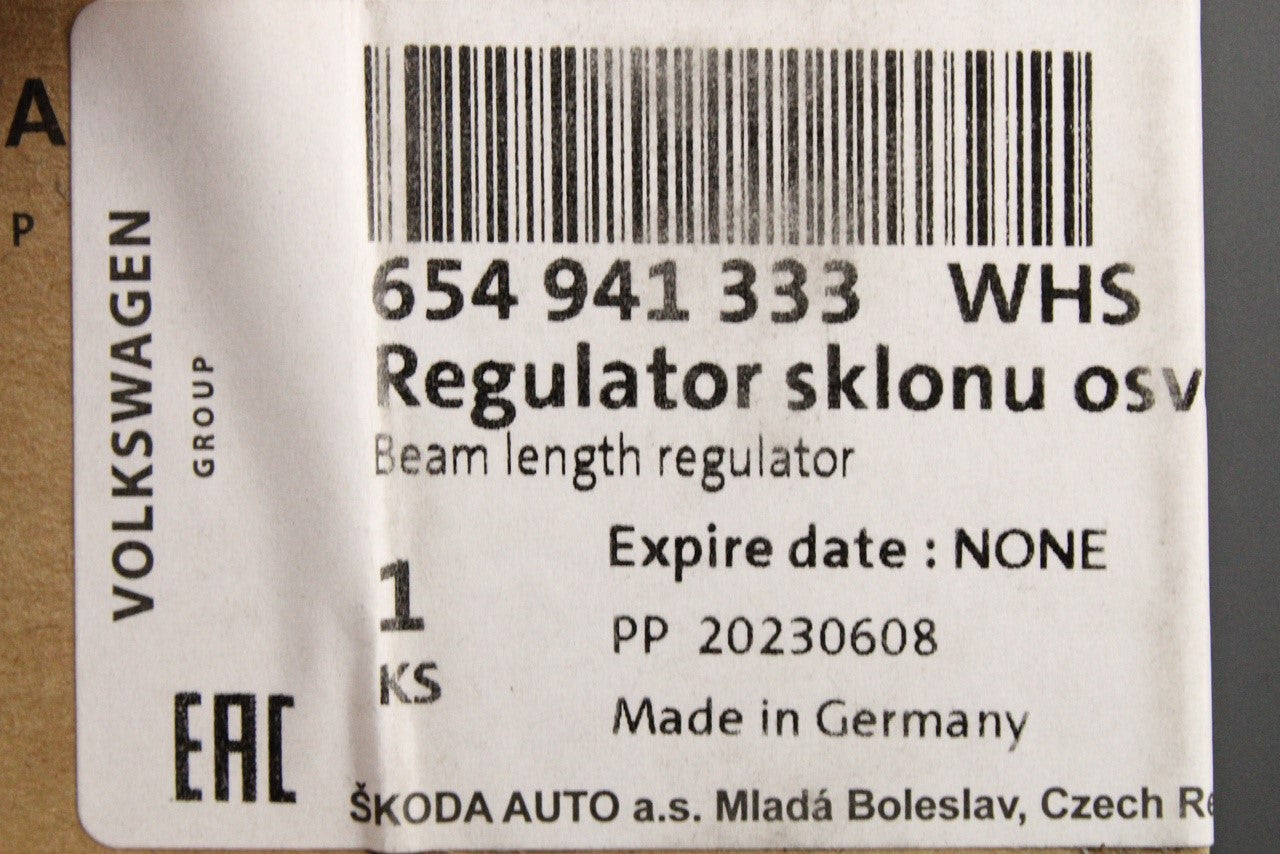 A
P
VOLKSWAGEN
GROUP
654 941 333 WHS
Regulator sklonu osv
Beam length regulator
Expire date : NONE
1
PP 20230608
KS
Made in Germany
EAC
ŠKODA AUTO a.s. Mladá Boleslav, Czech Re